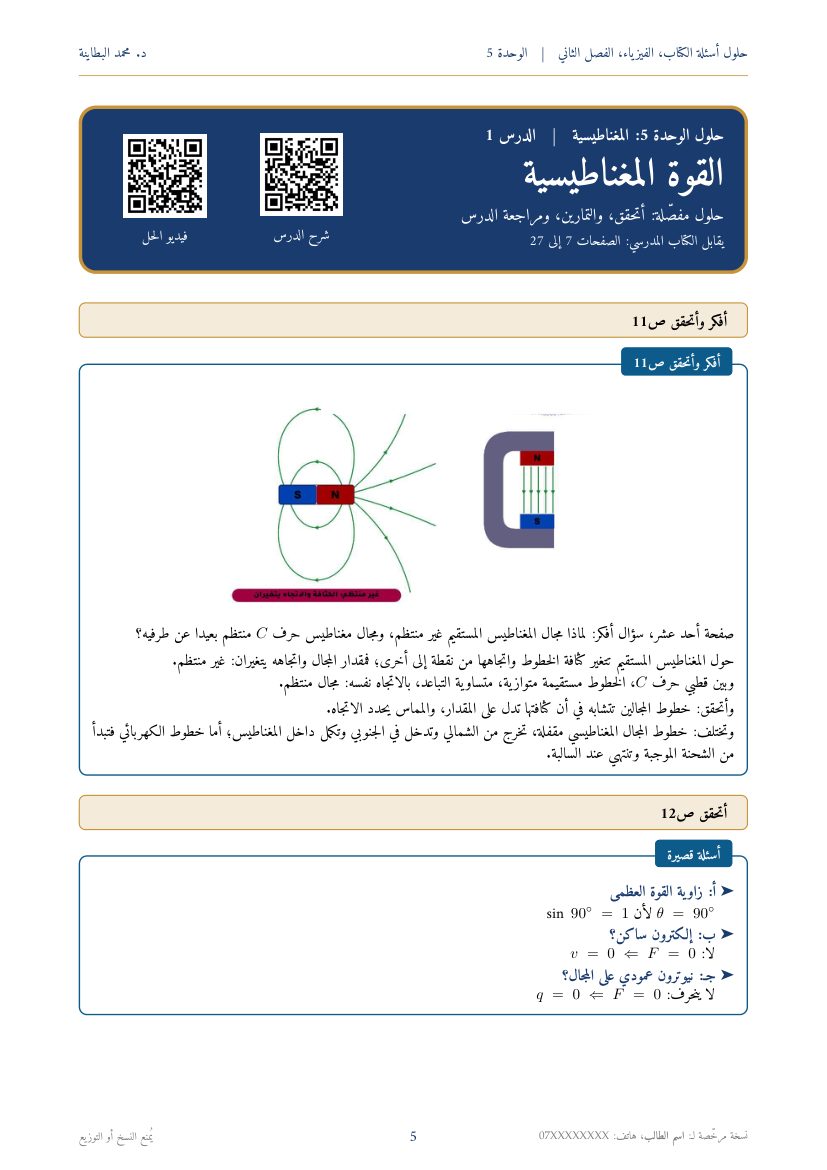 حلول أسئلة الكتاب، الفيزياء، الفصل الثاني | الوحدة 5
د. محمد البطاينة
حلول الوحدة 5: المغناطيسية | الدرس 1
القوة المغناطيسية
حلول مفصّلة: أتحقق، والتمارين، ومراجعة الدرس
يقابل الكتاب المدرسي: الصفحات 7 إلى 27
شرح الدرس
فيديو الحل
أفكر وأتحقق ص11
أفكر وأتحقق ص11
N
S
S N
غير منتظمي الكثافة والاتجاه يتغيران
صفحة أحد عشر، سؤال أفكر: لماذا مجال المغناطيس المستقيم غير منتظم، ومجال مغناطيس حرف C منتظم بعيدا عن طرفيه؟
حول المغناطيس المستقيم تتغير كثافة الخطوط واتجاهها من نقطة إلى أخرى؛ فمقدار المجال واتجاهه يتغيران: غير منتظم.
وبين قطبي حرف C، الخطوط مستقيمة متوازية، متساوية التباعد، بالاتجاه نفسه: مجال منتظم.
وأتحقق: خطوط المجالين تتشابه في أن كثافتها تدل على المقدار، والمماس يحدد الاتجاه.
وتختلف: خطوط المجال المغناطيسي مقفلة، تخرج من الشمالي وتدخل في الجنوبي وتكمل داخل المغناطيس؛ أما خطوط الكهربائي فتبدأ
من الشحنة الموجبة وتنتهي عند السالبة.
أتحقق ص12
أسئلة قصيرة
➤ أ: زاوية القوة العظمى
θ = 90° لأن sin 90° = 1
➤ ب: إلكترون ساكن؟
لا: v = 0 ⇐ F = 0
➤ جـ: نيوترون عمودي على المجال؟
لا ينحرف: q = 0 ⇐ F = 0
نسخة مرخّصة لـ: اسم الطالب، هاتف: 07XXXXXXXX
5
يُمنع النسخ أو التوزيع